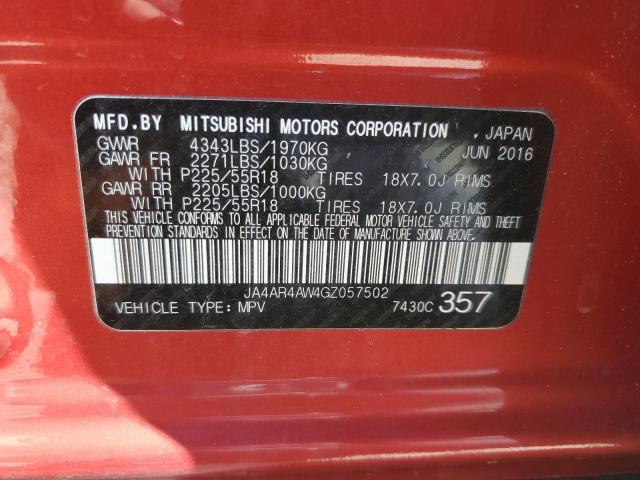 MFD.BY MITSUBISHI MOTORS CORPORATION , JAPAN
GVWR 4343LBS/1970KG JUN 2016
GAWR FR 2271LBS/1030KG
WITH P225/55R18 TIRES 18X7.0J RIMS
GAWR RR 2205LBS/1000KG
WITH P225/55R18 TIRES 18X7.0J RIMS
THIS VEHICLE CONFORMS TO ALL APPLICABLE FEDERAL MOTOR VEHICLE SAFETY AND THEFT
PREVENTION STANDARDS IN EFFECT ON THE DATE OF MANUFACTURE SHOWN ABOVE.
JA4AR4AW4GZ057502
VEHICLE TYPE: MPV 7430C 357